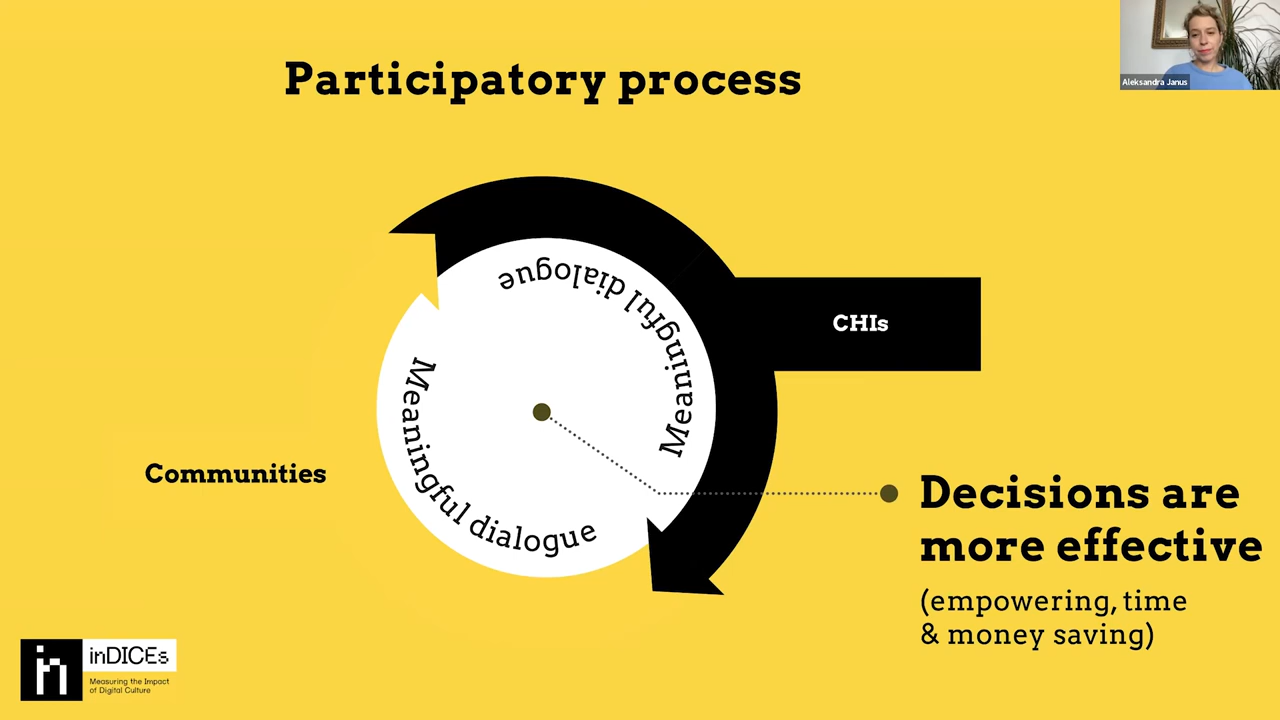 Participatory process
Aleksandra Janus
Meaningful dialogue
CHIs
Meaningful dialogue
Communities
Decisions are
more effective
(empowering, time
& money saving)
in
inDICEs
Measuring the Impact
of Digital Culture